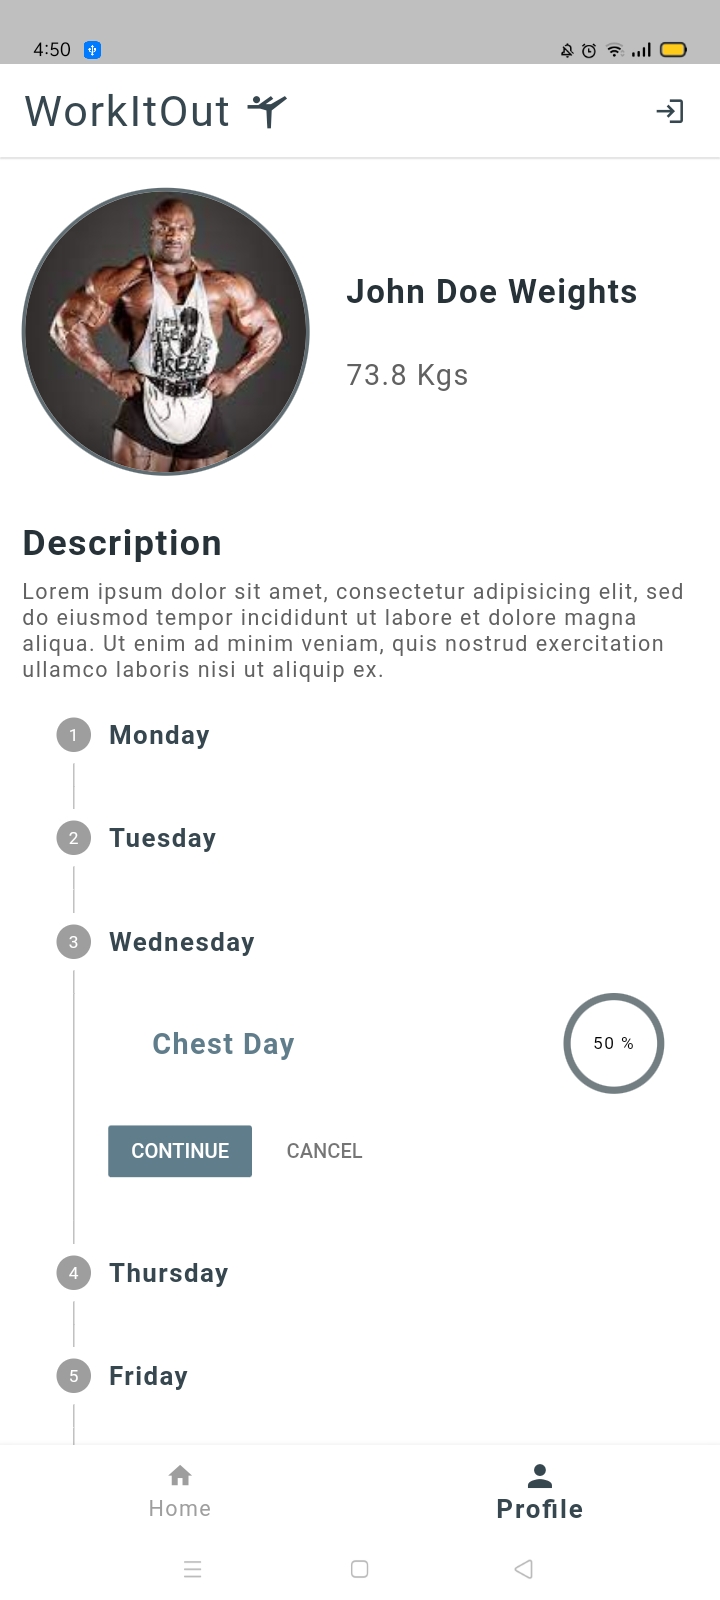 4:50
WorkItOut
John Doe Weights
73.8 Kgs
Description
Lorem ipsum dolor sit amet, consectetur adipisicing elit, sed
do eiusmod tempor incididunt ut labore et dolore magna
aliqua. Ut enim ad minim veniam, quis nostrud exercitation
ullamco laboris nisi ut aliquip ex.
1 Monday
2 Tuesday
3 Wednesday
Chest Day
50 %
CONTINUE CANCEL
4 Thursday
5 Friday
Home Profile